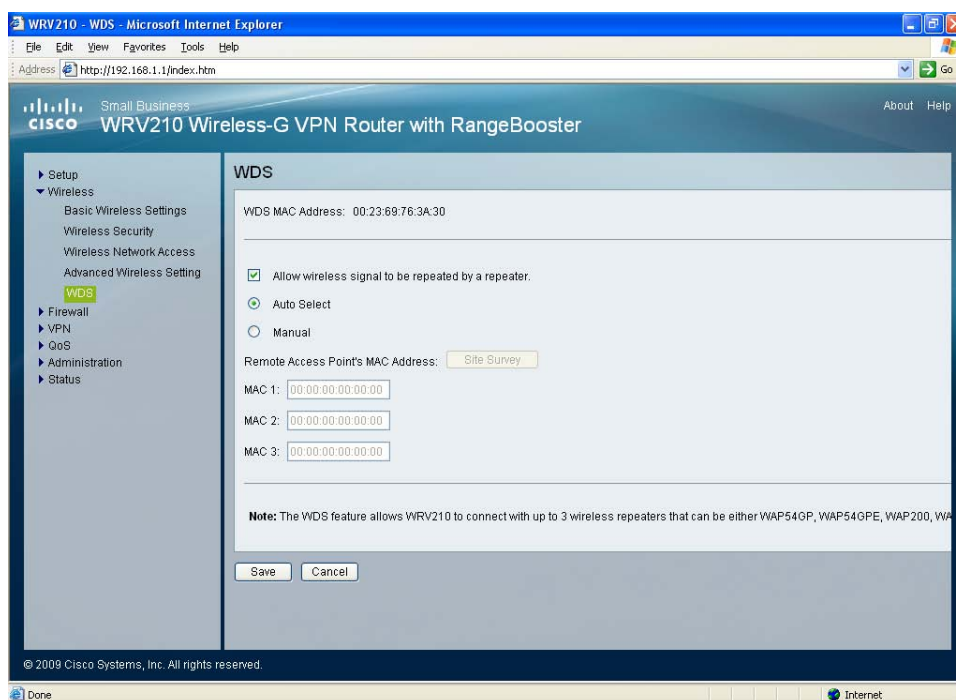 WRV210 - WDS - Microsoft Internet Explorer
File Edit View Favorites Tools Help
Address http://192.168.1.1/index.htm Go
Small Business
CISCO WRV210 Wireless-G VPN Router with RangeBooster
About Help
Setup
Wireless
Basic Wireless Settings
Wireless Security
Wireless Network Access
Advanced Wireless Setting
WDS
Firewall
VPN
QoS
Administration
Status
WDS
WDS MAC Address: 00:23:69:76:3A:30
Allow wireless signal to be repeated by a repeater.
Auto Select
Manual
Remote Access Point's MAC Address: Site Survey
MAC 1: 00:00:00:00:00:00
MAC 2: 00:00:00:00:00:00
MAC 3: 00:00:00:00:00:00
Note: The WDS feature allows WRV210 to connect with up to 3 wireless repeaters that can be either WAP54GP, WAP54GPE, WAP200, WA
Save Cancel
© 2009 Cisco Systems, Inc. All rights reserved.
Done Internet